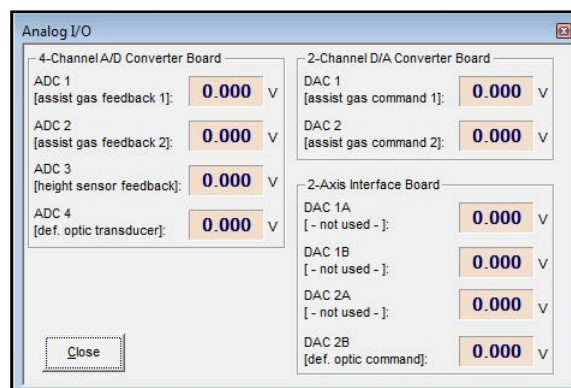 Analog I/O
4-Channel A/D Converter Board
ADC 1
[assist gas feedback 1]: 0.000 V
ADC 2
[assist gas feedback 2]: 0.000 V
ADC 3
[height sensor feedback]: 0.000 V
ADC 4
[def. optic transducer]: 0.000 V
2-Channel D/A Converter Board
DAC 1
[assist gas command 1]: 0.000 V
DAC 2
[assist gas command 2]: 0.000 V
2-Axis Interface Board
DAC 1A
[ - not used - ]: 0.000 V
DAC 1B
[ - not used - ]: 0.000 V
DAC 2A
[ - not used - ]: 0.000 V
DAC 2B
[def. optic command]: 0.000 V
Close